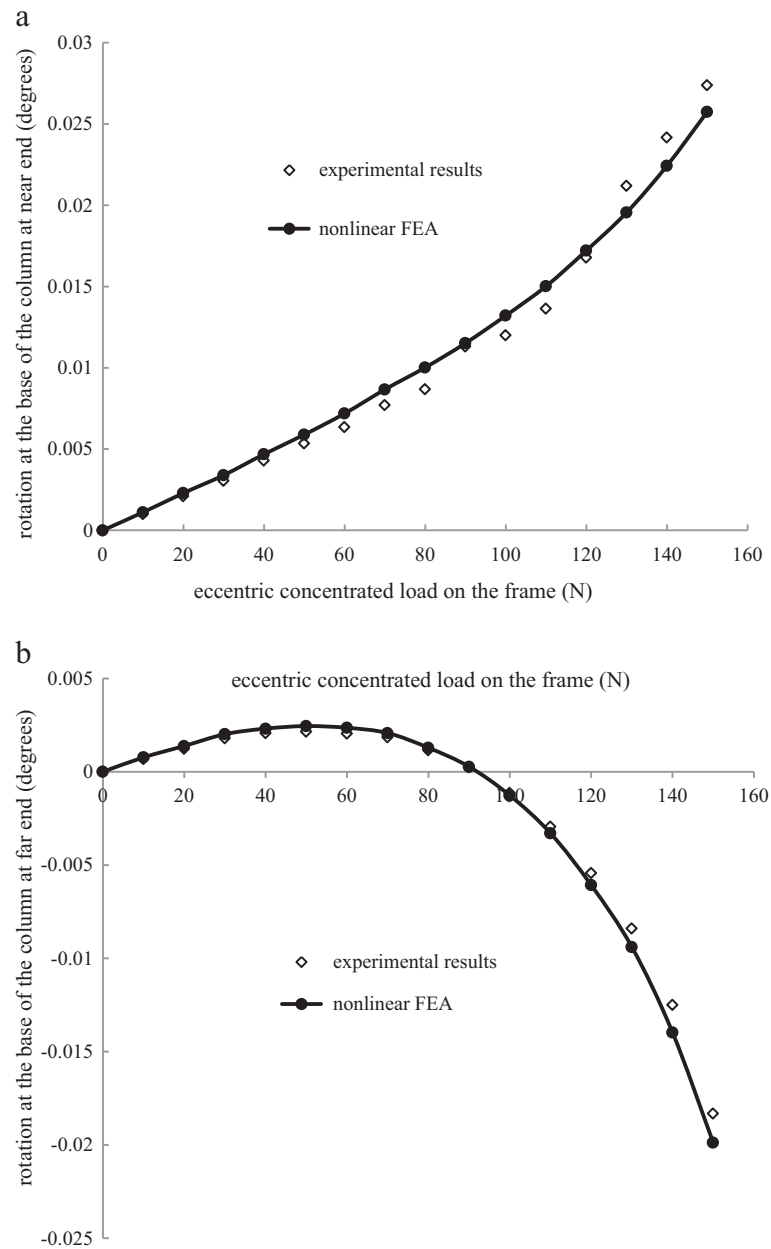 a
rotation at the base of the column at near end (degrees)
0.03
0.025
0.02
0.015
0.01
0.005
0
experimental results
nonlinear FEA
0 20 40 60 80 100 120 140 160
eccentric concentrated load on the frame (N)
b
eccentric concentrated load on the frame (N)
rotation at the base of the column at far end (degrees)
0.005
0
-0.005
-0.01
-0.015
-0.02
-0.025
0 20 40 60 80 100 120 140 160
experimental results
nonlinear FEA